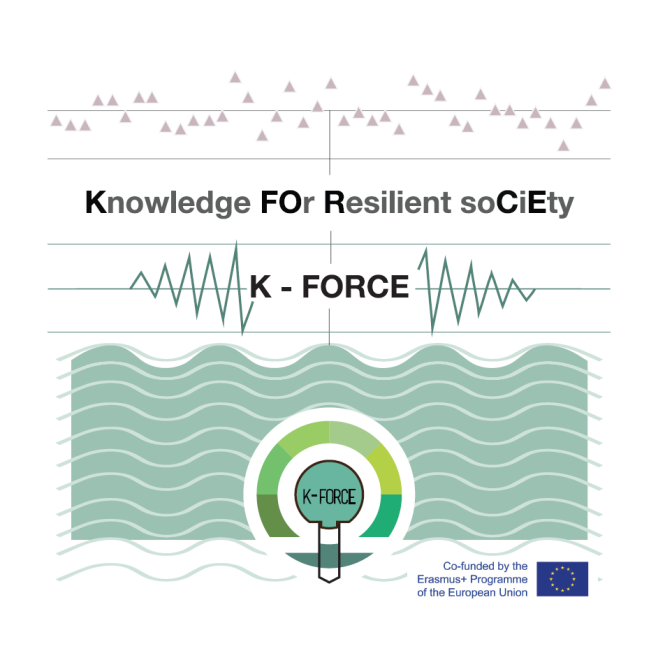 Knowledge FOr Resilient soCiEty
K - FORCE
K-FORCE
Co-funded by the
Erasmus+ Programme
of the European Union